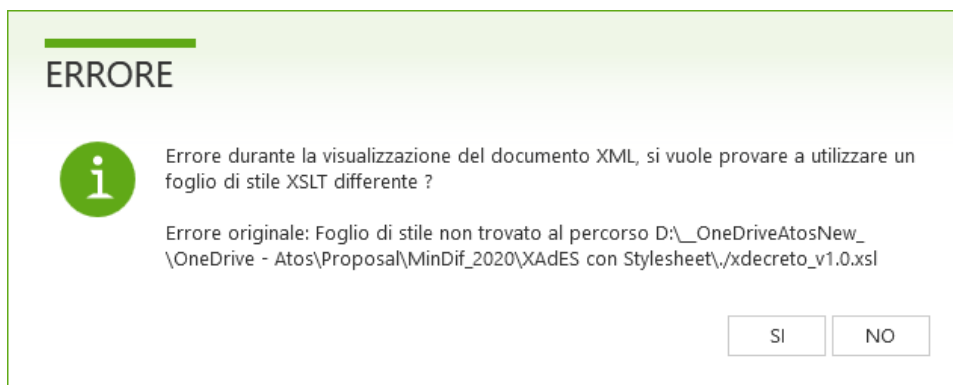 ERRORE
Errore durante la visualizzazione del documento XML, si vuole provare a utilizzare un
foglio di stile XSLT differente ?
Errore originale: Foglio di stile non trovato al percorso D:\__OneDriveAtosNew_
\OneDrive - Atos\Proposal\MinDif_2020\XAdES con Stylesheet\./xdecreto_v1.0.xsl
SI
NO